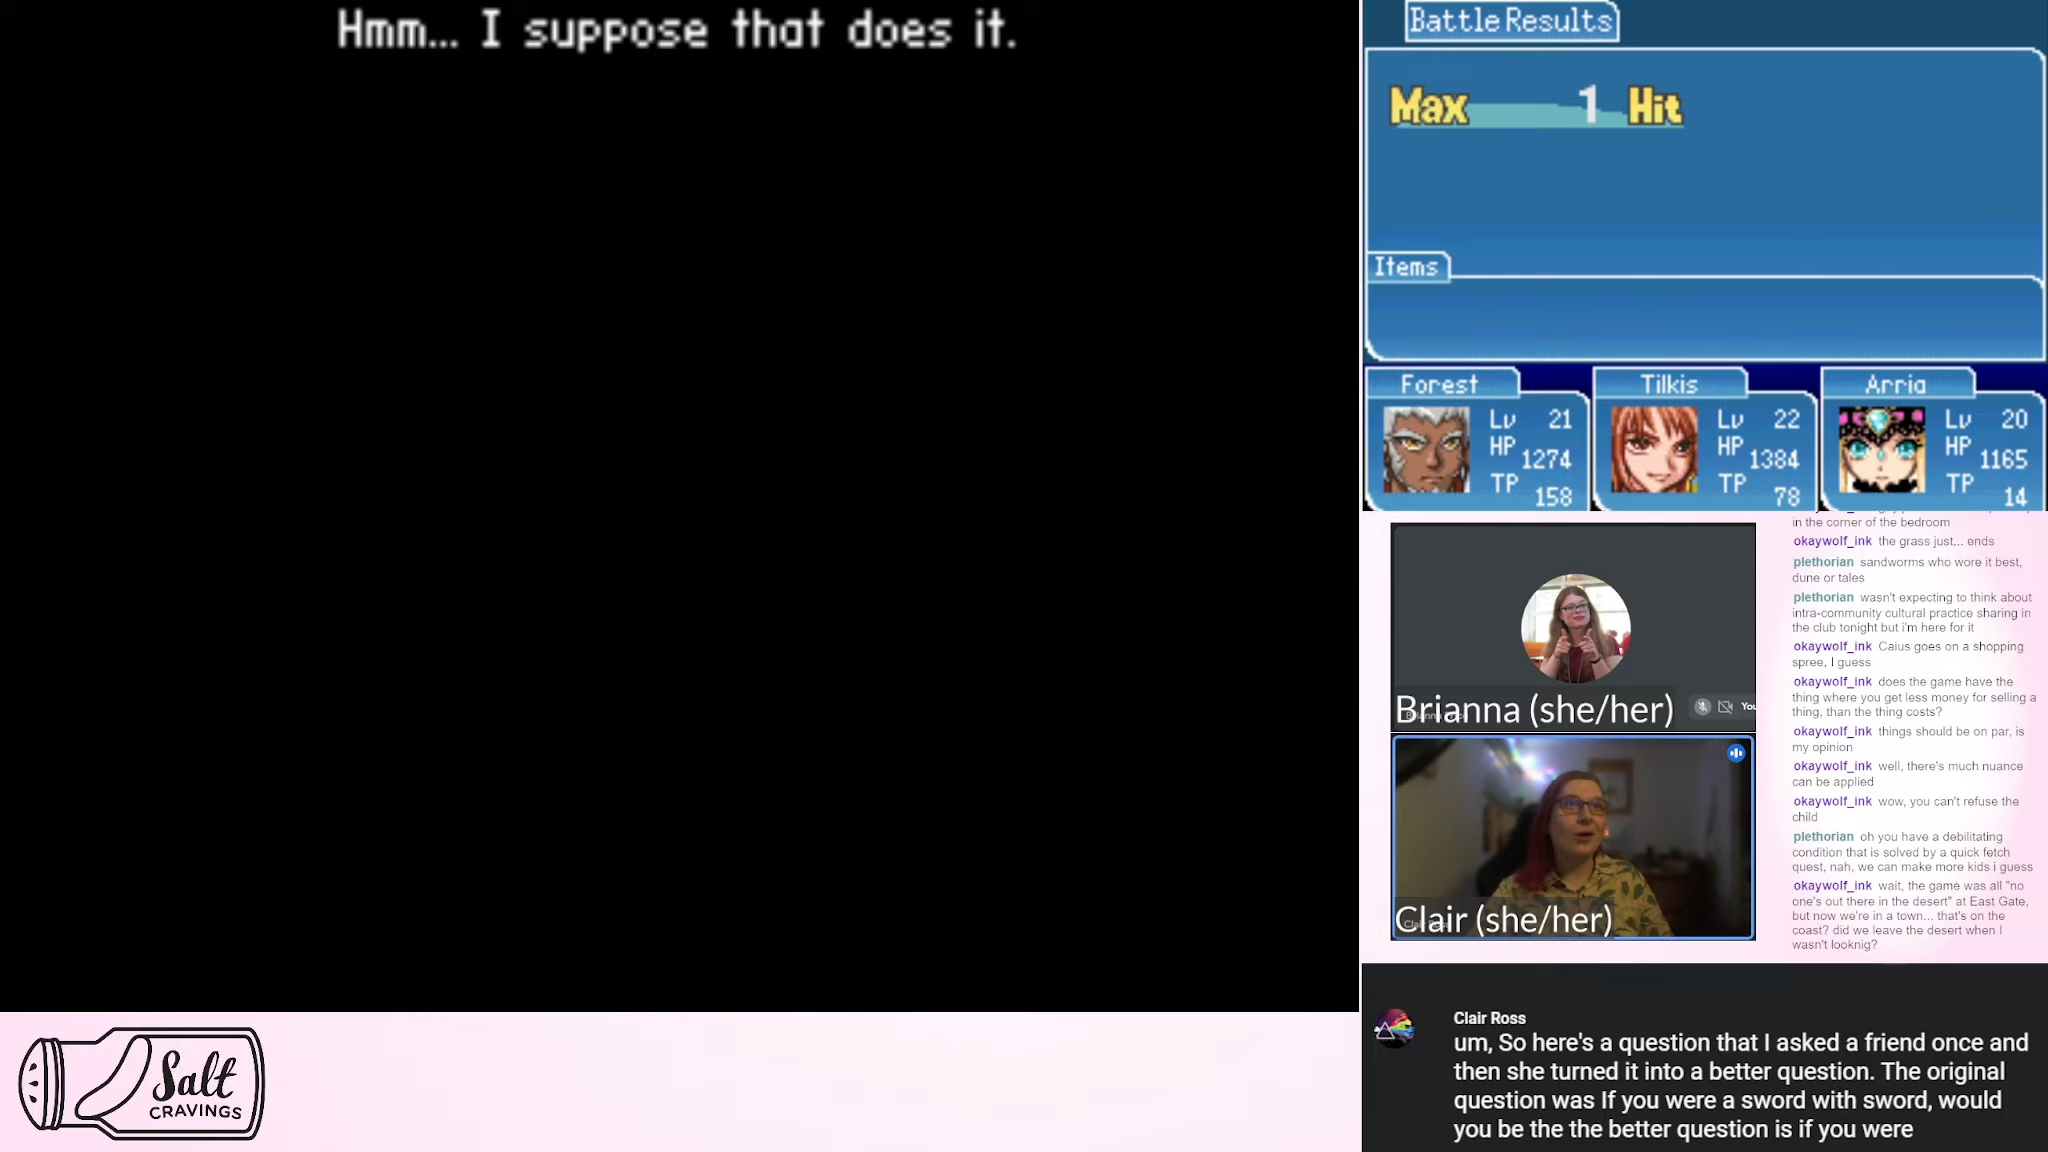 Hmm... I suppose that does it.
Battle Results
Max 1 Hit
Items
Forest
Lv 21
HP
1274
TP
158
Tilkis
Lv 22
HP
1384
TP
78
Arria
Lv 20
HP
1165
TP
14
in the corner of the bedroom
okaywolf_ink the grass just... ends
plethorian sandworms who wore it best,
dune or tales
plethorian wasn't expecting to think about
intra-community cultural practice sharing in
the club tonight but i'm here for it
okaywolf_ink Caius goes on a shopping
spree, I guess
okaywolf_ink does the game have the
thing where you get less money for selling a
thing, than the thing costs?
okaywolf_ink things should be on par, is
my opinion
okaywolf_ink well, there's much nuance
can be applied
okaywolf_ink wow, you can't refuse the
child
plethorian oh you have a debilitating
condition that is solved by a quick fetch
quest, nah, we can make more kids i guess
okaywolf_ink wait, the game was all "no
one's out there in the desert" at East Gate,
but now we're in a town... that's on the
coast? did we leave the desert when I
wasn't looknig?
Brianna (she/her)
You
Clair (she/her)
Salt
CRAVINGS
Clair Ross
um, So here's a question that I asked a friend once and
then she turned it into a better question. The original
question was If you were a sword with sword, would
you be the the better question is if you were